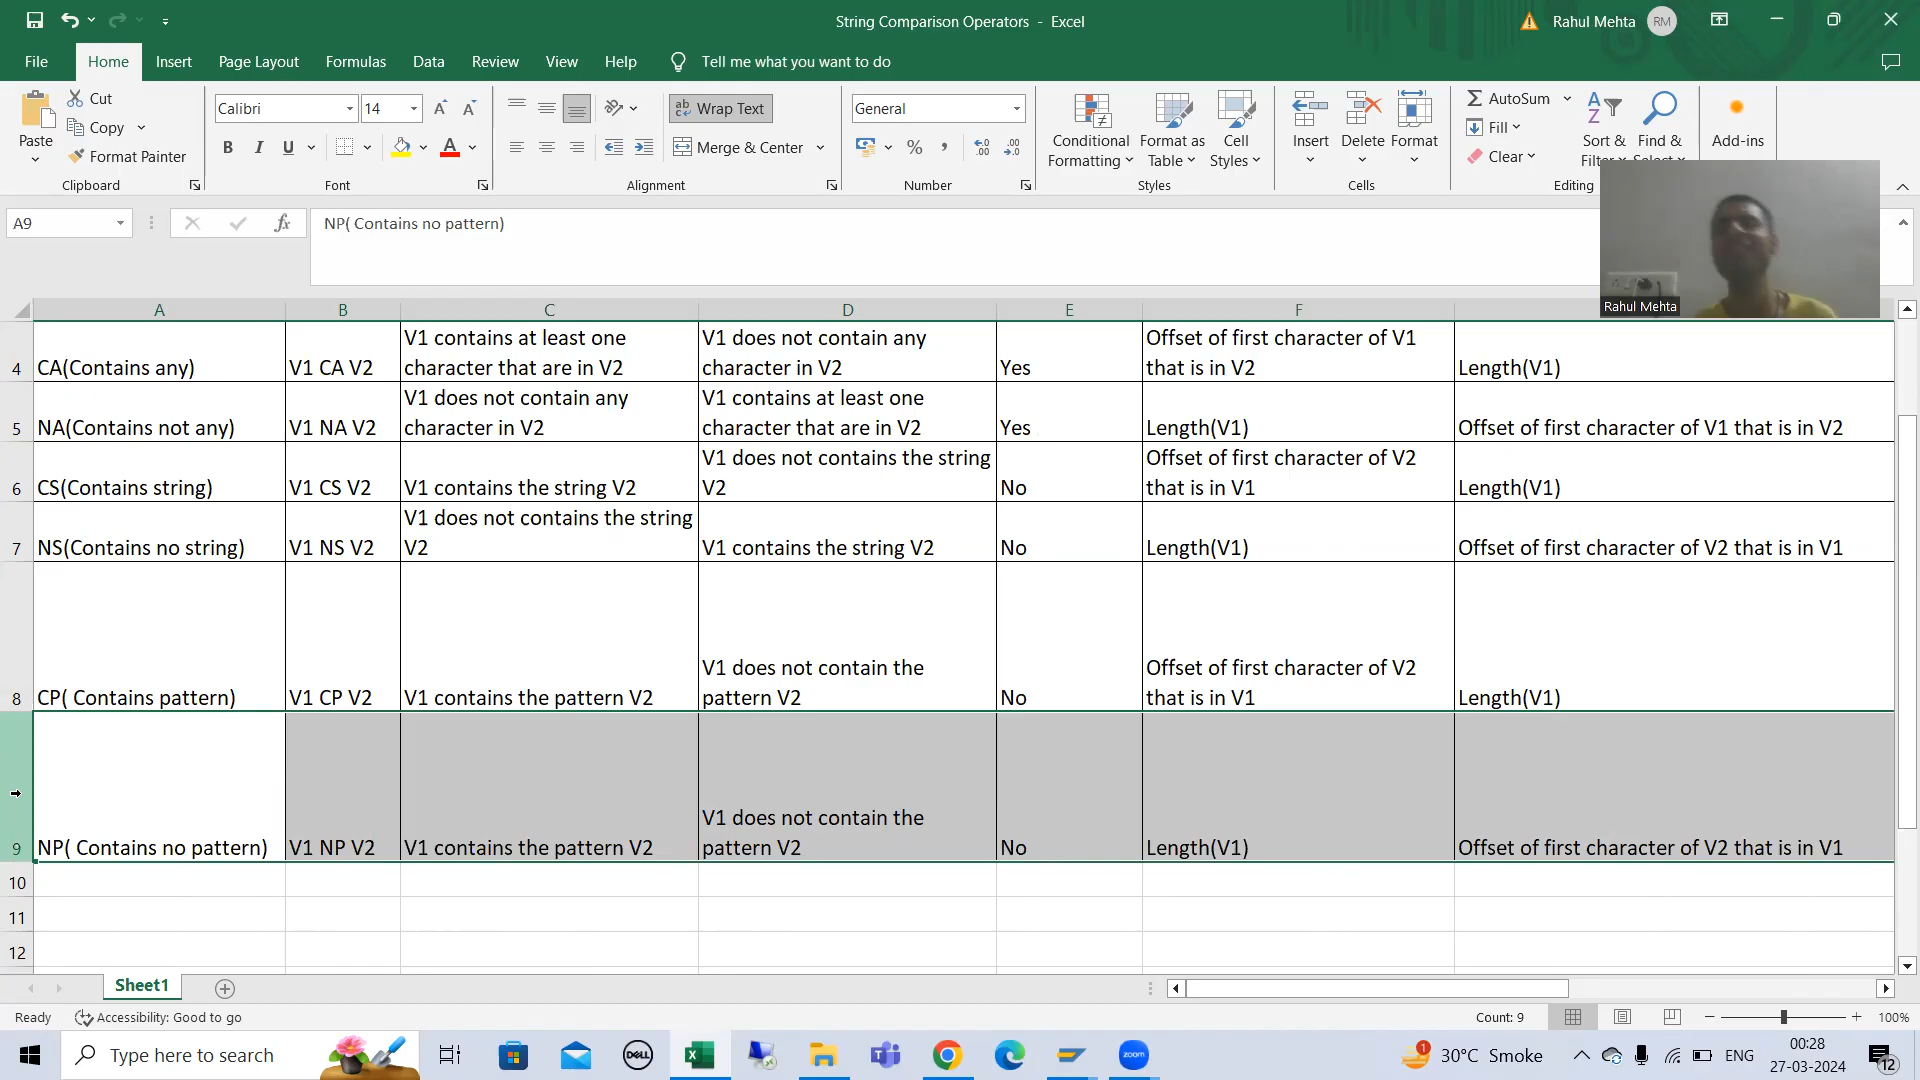 String Comparison Operators - Excel
Rahul Mehta
RM
File
Home
Insert
Page Layout
Formulas
Data
Review
View
Help
Tell me what you want to do
Paste
Cut
Copy
Format Painter
Clipboard
Calibri
14
B I U
Font
Wrap Text
Merge & Center
Alignment
General
Number
Conditional
Formatting
Format as
Table
Cell
Styles
Styles
Insert
Delete
Format
Cells
AutoSum
Fill
Clear
Sort &
Find &
Editing
Add-ins
A9
fx
NP( Contains no pattern)
Rahul Mehta
A B C D E F
4 CA(Contains any) V1 CA V2 V1 contains at least one character that are in V2 V1 does not contain any character in V2 Yes Offset of first character of V1 that is in V2 Length(V1)
5 NA(Contains not any) V1 NA V2 V1 does not contain any character in V2 V1 contains at least one character that are in V2 Yes Length(V1) Offset of first character of V1 that is in V2
6 CS(Contains string) V1 CS V2 V1 contains the string V2 V1 does not contains the string V2 No Offset of first character of V2 that is in V1 Length(V1)
7 NS(Contains no string) V1 NS V2 V1 does not contains the string V2 V1 contains the string V2 No Length(V1) Offset of first character of V2 that is in V1
8 CP( Contains pattern) V1 CP V2 V1 contains the pattern V2 V1 does not contain the pattern V2 No Offset of first character of V2 that is in V1 Length(V1)
9 NP( Contains no pattern) V1 NP V2 V1 contains the pattern V2 V1 does not contain the pattern V2 No Length(V1) Offset of first character of V2 that is in V1
10
11
12
Sheet1
Ready
Accessibility: Good to go
Count: 9
100%
Type here to search
DELL
zoom
1
30°C Smoke
ENG
00:28
27-03-2024
12